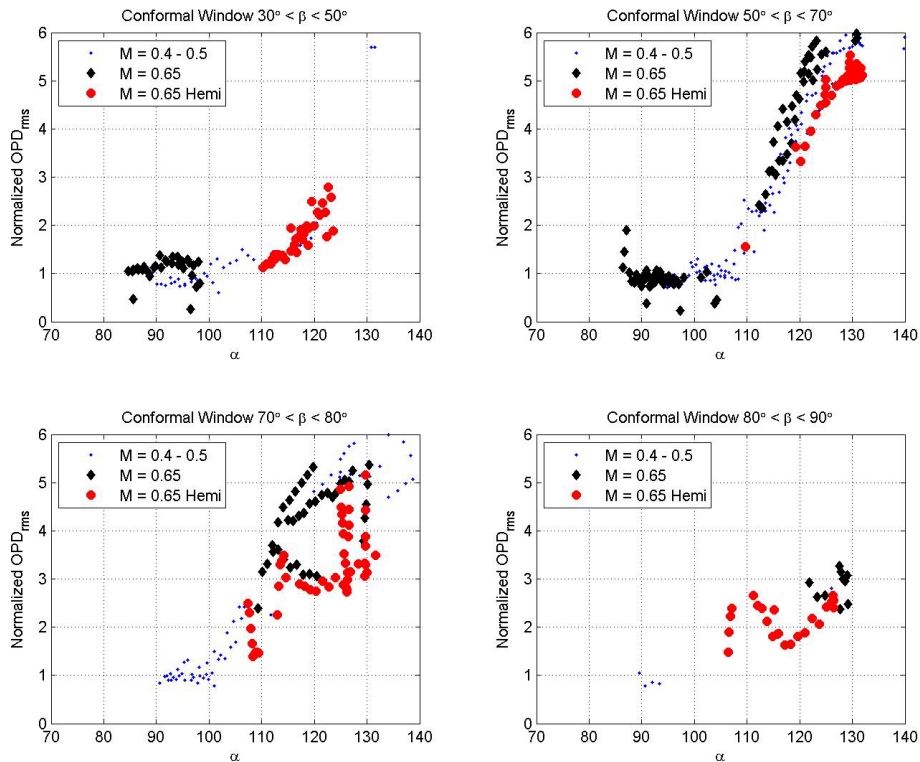 Conformal Window 30° < β < 50°
Normalized OPDrms
6
5
4
3
2
1
0
M = 0.4 - 0.5
M = 0.65
M = 0.65 Hemi
70 80 90 100 110 120 130 140
α
Conformal Window 50° < β < 70°
Normalized OPDrms
6
5
4
3
2
1
0
M = 0.4 - 0.5
M = 0.65
M = 0.65 Hemi
70 80 90 100 110 120 130 140
α
Conformal Window 70° < β < 80°
Normalized OPDrms
6
5
4
3
2
1
0
M = 0.4 - 0.5
M = 0.65
M = 0.65 Hemi
70 80 90 100 110 120 130 140
α
Conformal Window 80° < β < 90°
Normalized OPDrms
6
5
4
3
2
1
0
M = 0.4 - 0.5
M = 0.65
M = 0.65 Hemi
70 80 90 100 110 120 130 140
α